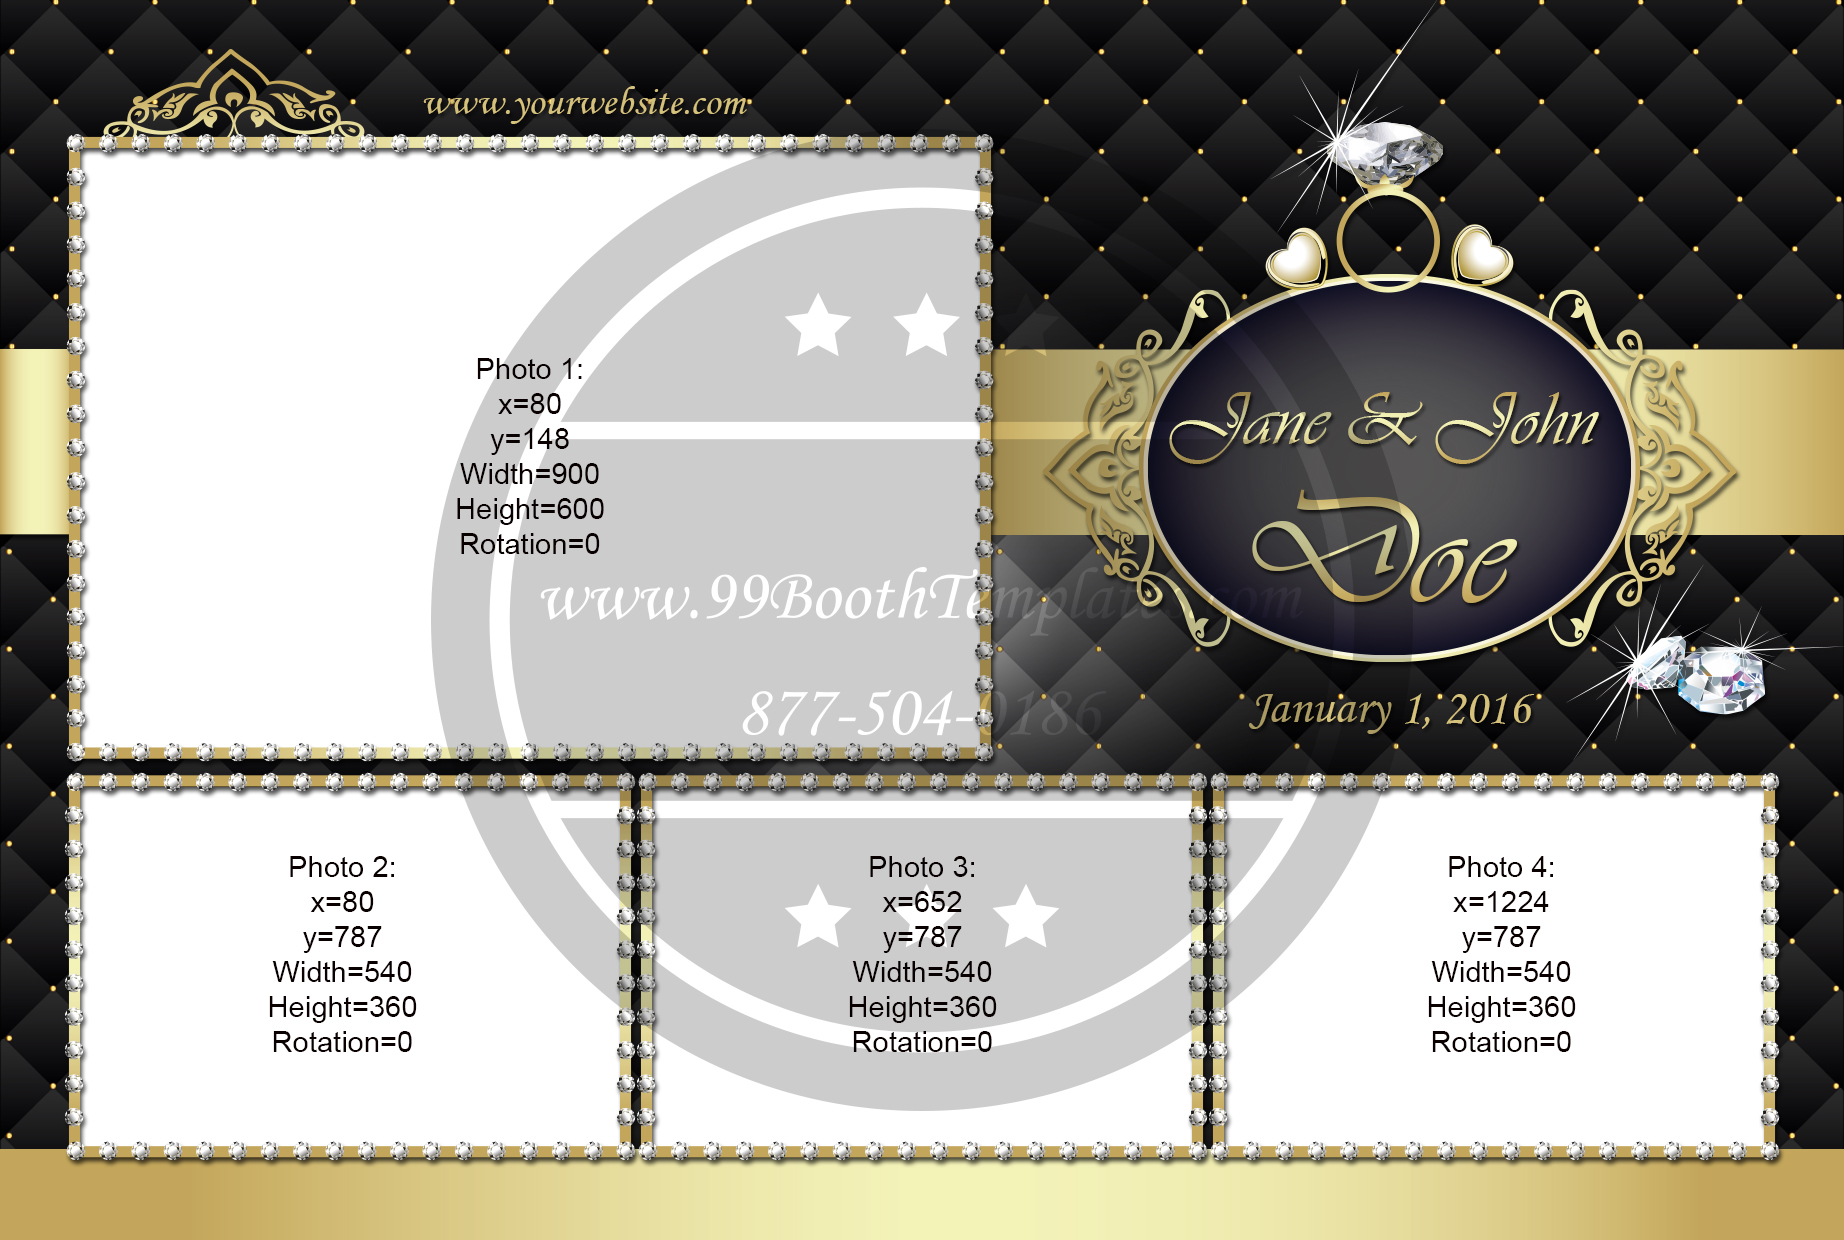 www.yourwebsite.com
Photo 1:
x=80
y=148
Width=900
Height=600
Rotation=0
www.99BoothTemplates.com
877-504-0186
Jane & John
Doe
January 1, 2016
Photo 2:
x=80
y=787
Width=540
Height=360
Rotation=0
Photo 3:
x=652
y=787
Width=540
Height=360
Rotation=0
Photo 4:
x=1224
y=787
Width=540
Height=360
Rotation=0